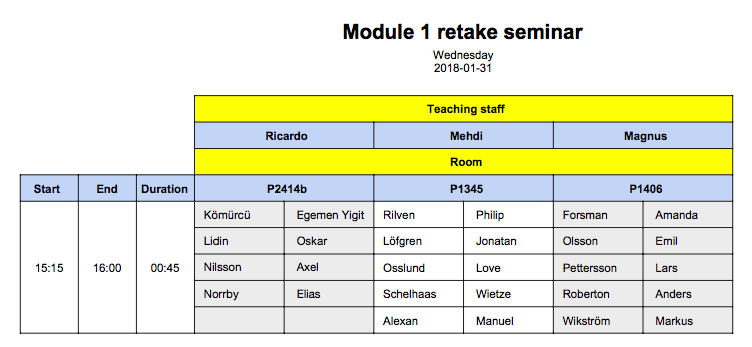 Module 1 retake seminar
Wednesday
2018-01-31
Teaching staff
Ricardo Mehdi Magnus
Room
Start End Duration P2414b P1345 P1406
Kömürcü Egemen Yigit Rilven Philip Forsman Amanda
Lidin Oskar Löfgren Jonatan Olsson Emil
15:15 16:00 00:45 Nilsson Axel Osslund Love Pettersson Lars
Norrby Elias Schelhaas Wietze Roberton Anders
Alexan Manuel Wikström Markus